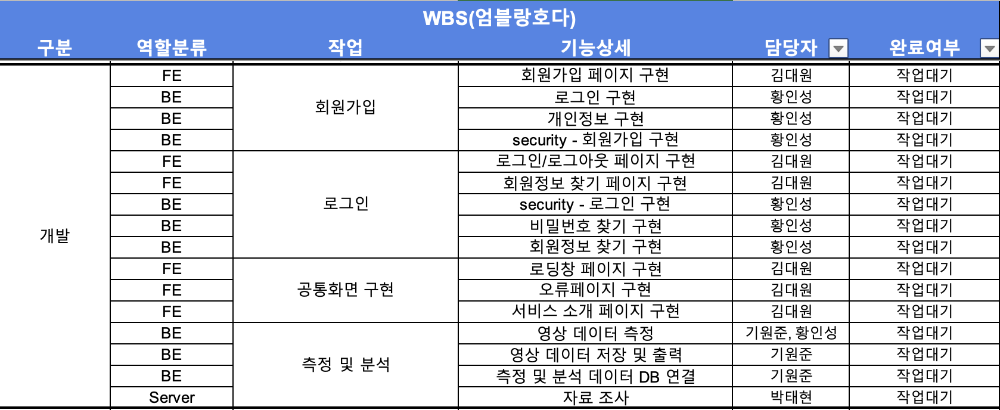 WBS(엄블랑호다)
구분 역할분류 작업 기능상세 담당자 완료여부
FE 회원가입 페이지 구현 김대원 작업대기
BE 로그인 구현 황인성 작업대기
회원가입
BE 개인정보 구현 황인성 작업대기
BE security - 회원가입 구현 황인성 작업대기
FE 로그인/로그아웃 페이지 구현 김대원 작업대기
FE 회원정보 찾기 페이지 구현 김대원 작업대기
BE 로그인 security - 로그인 구현 황인성 작업대기
BE 비밀번호 찾기 구현 황인성 작업대기
개발
BE 회원정보 찾기 구현 황인성 작업대기
FE 로딩창 페이지 구현 김대원 작업대기
FE 공통화면 구현 오류페이지 구현 김대원 작업대기
FE 서비스 소개 페이지 구현 김대원 작업대기
BE 영상 데이터 측정 기원준, 황인성 작업대기
BE 영상 데이터 저장 및 출력 기원준 작업대기
측정 및 분석
BE 측정 및 분석 데이터 DB 연결 기원준 작업대기
Server 자료 조사 박태현 작업대기